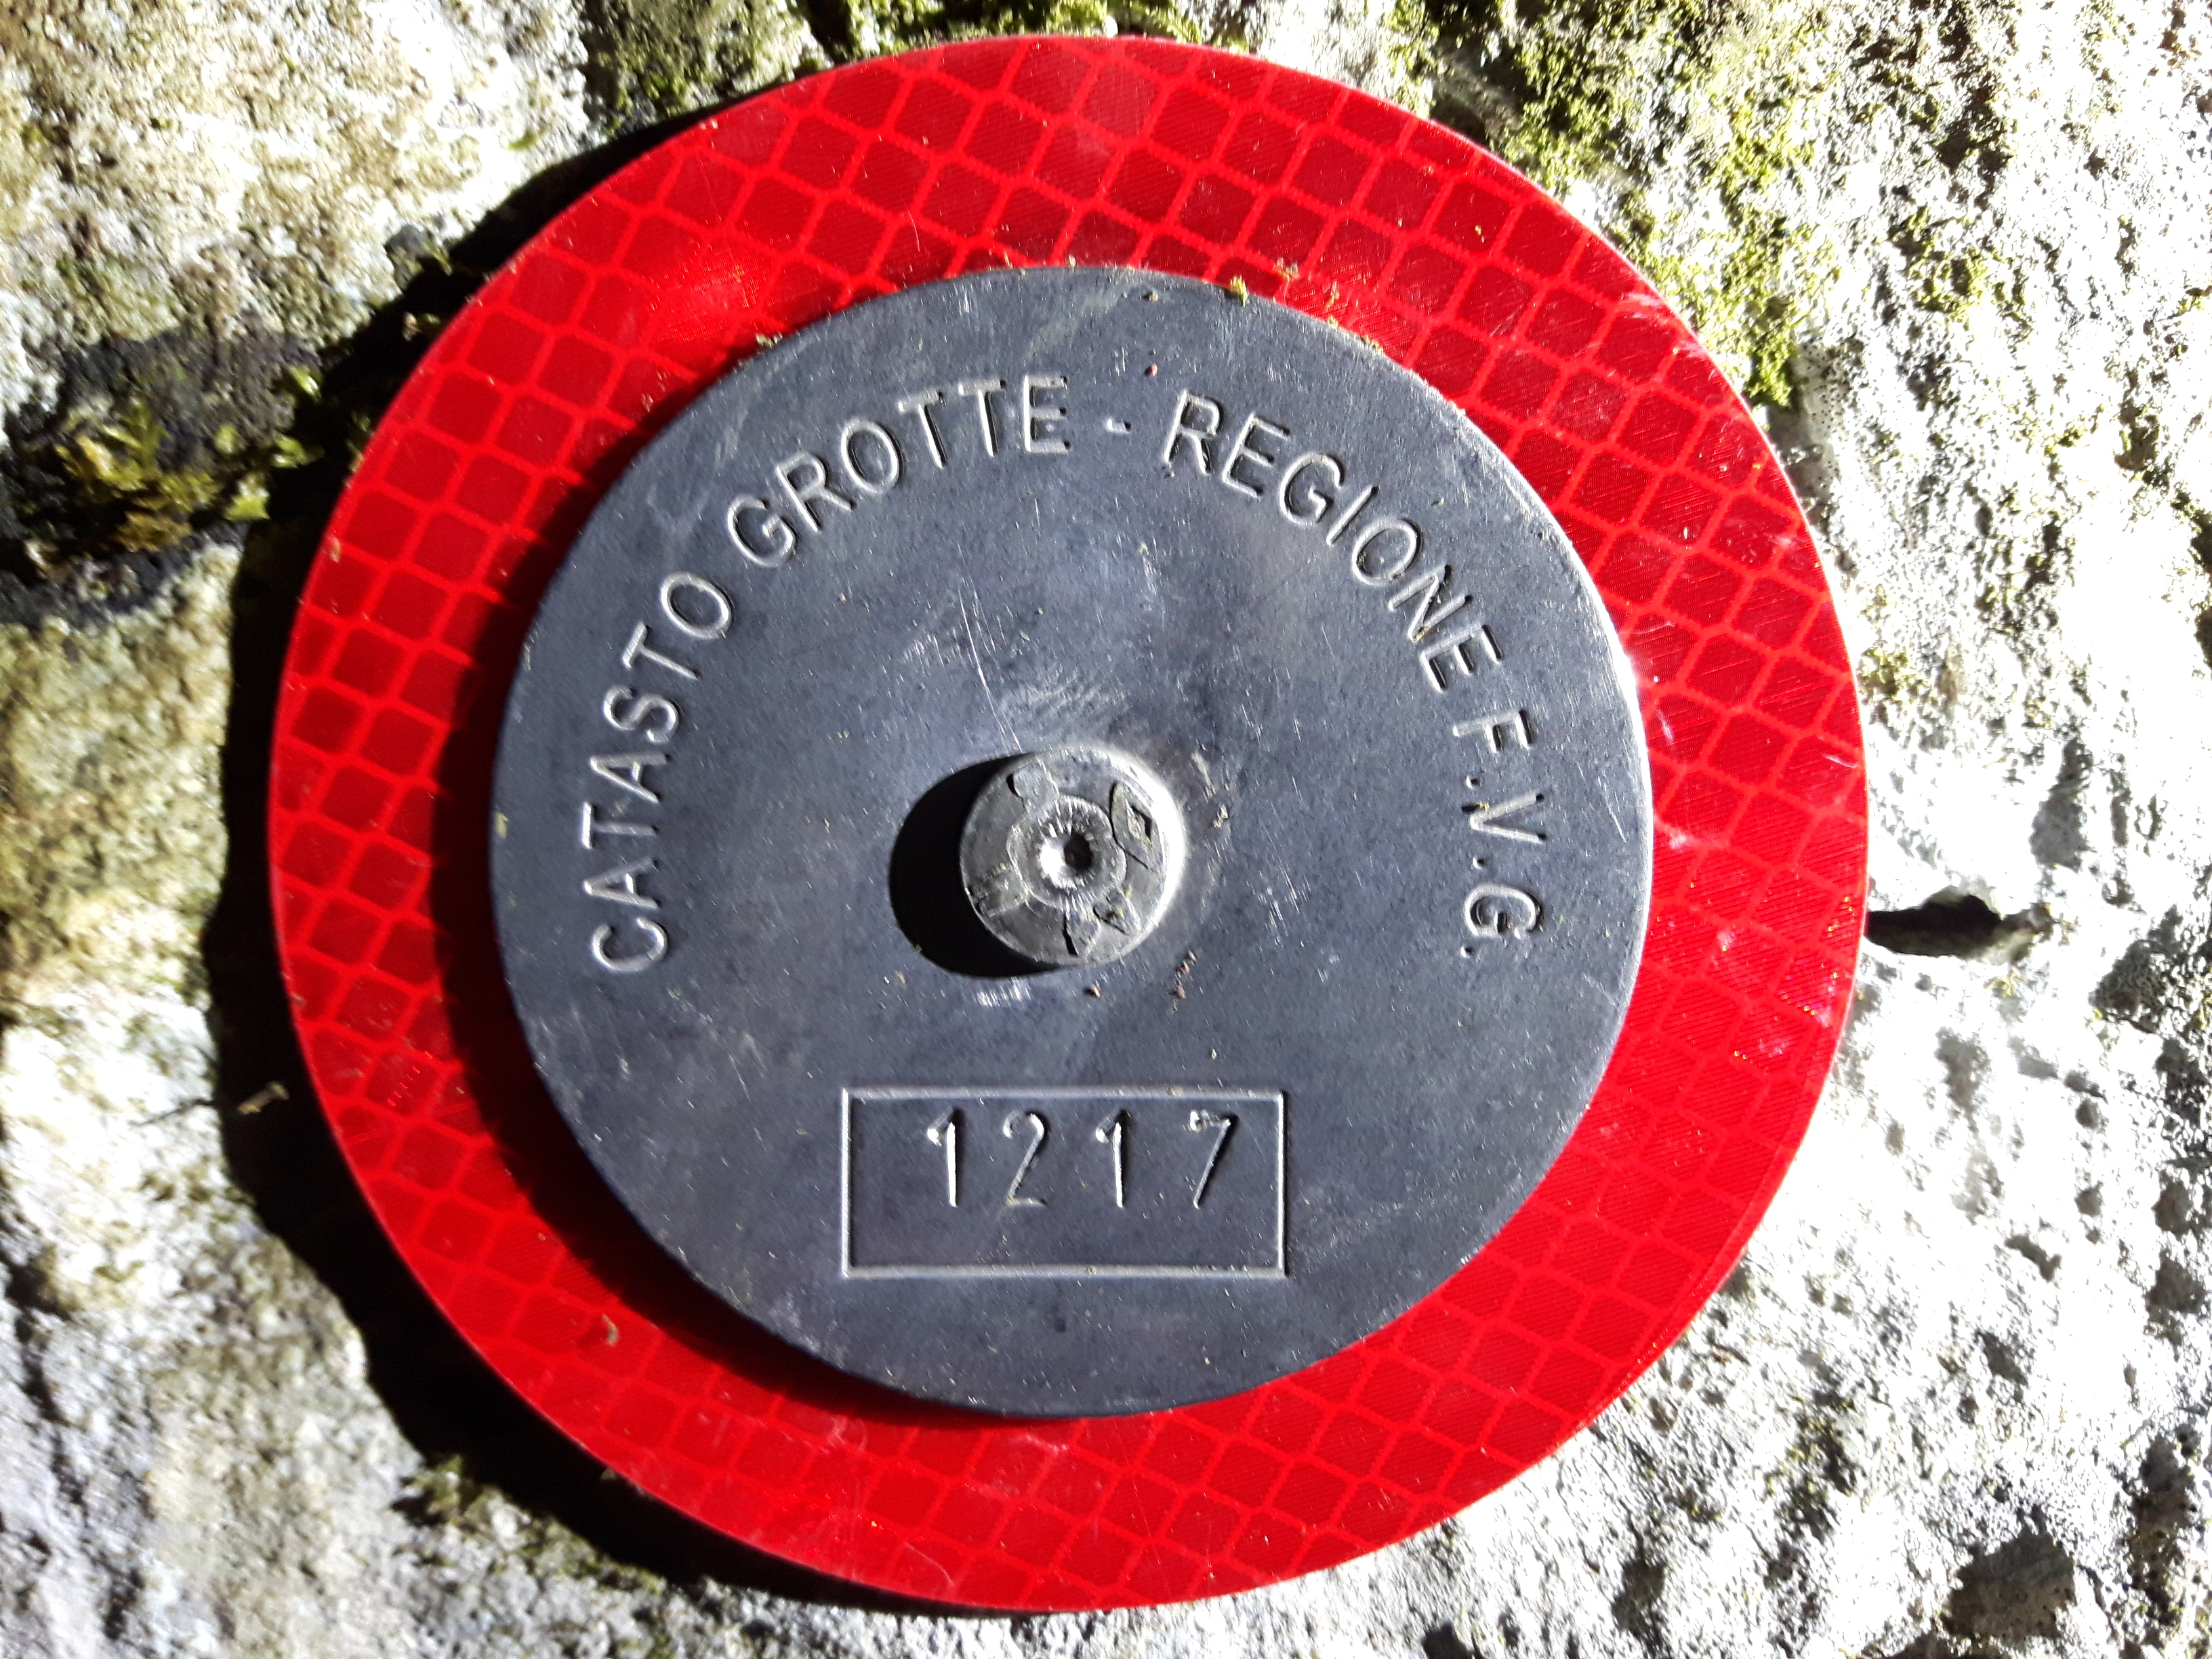 CATASTO GROTTE - REGIONE F.V.G.
1217